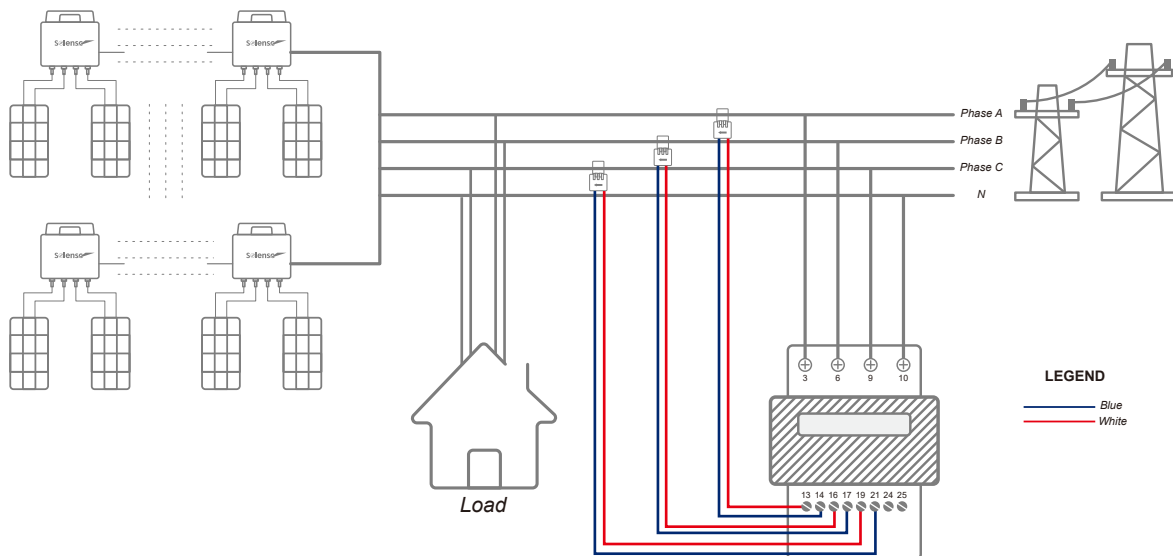 Solenso
Solenso
Phase A
Phase B
Phase C
N
Solenso
Solenso
3 6 9 10
LEGEND
Blue
White
13 14 16 17 19 21 24 25
Load